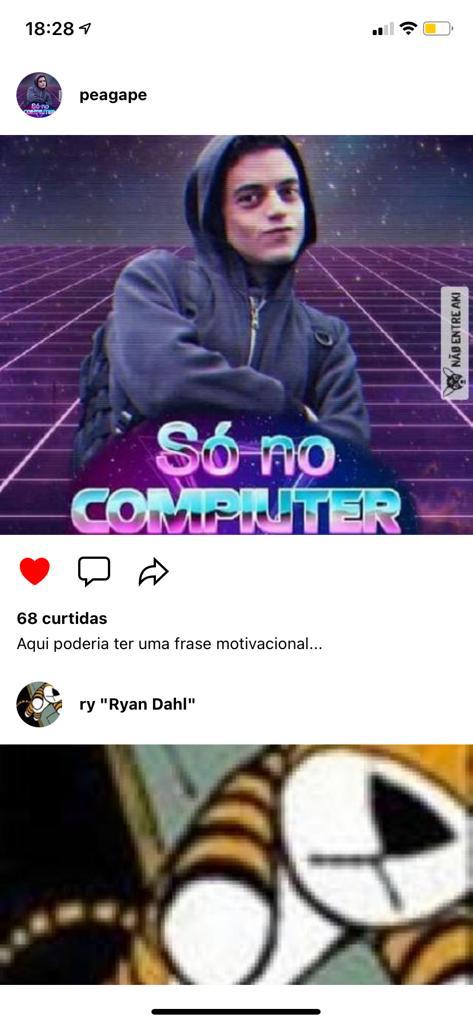 18:28
peagape
NÃO ENTRE AKI
Só no
COMPIUTER
68 curtidas
Aqui poderia ter uma frase motivacional...
ry "Ryan Dahl"